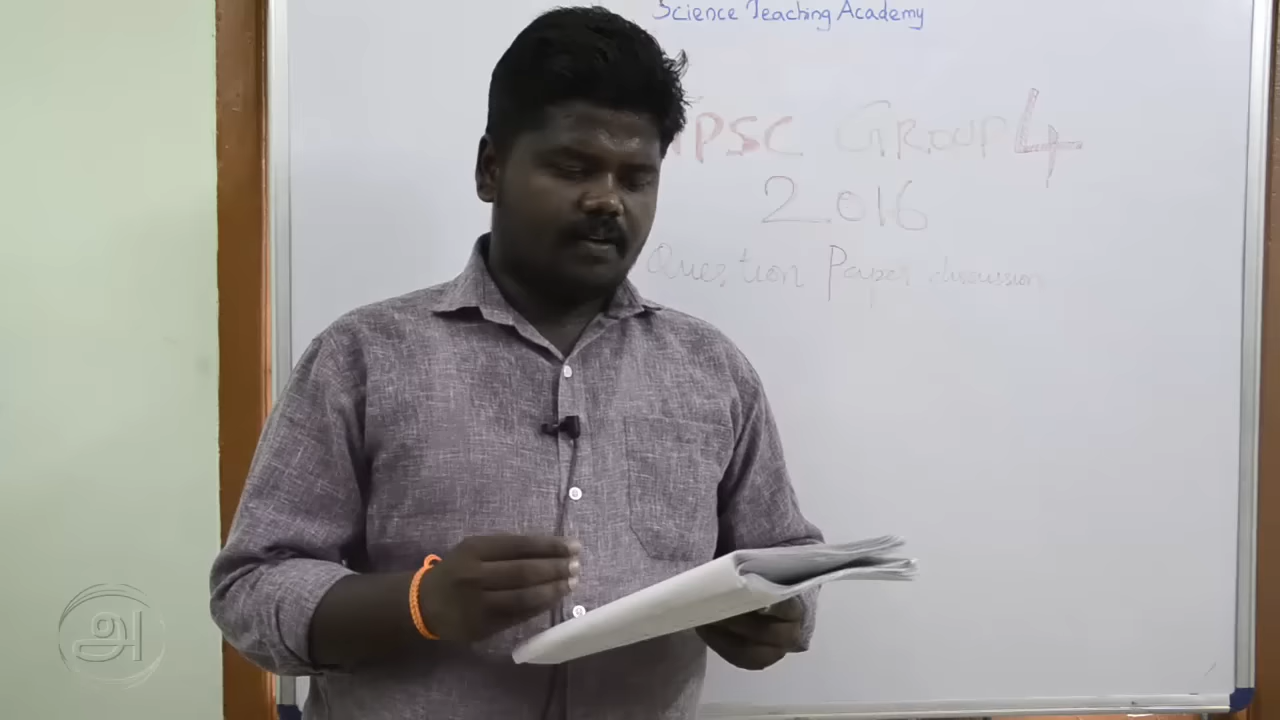 Science Teaching Academy
PSC GROUP 4
2016
Question Paper discussion
அ